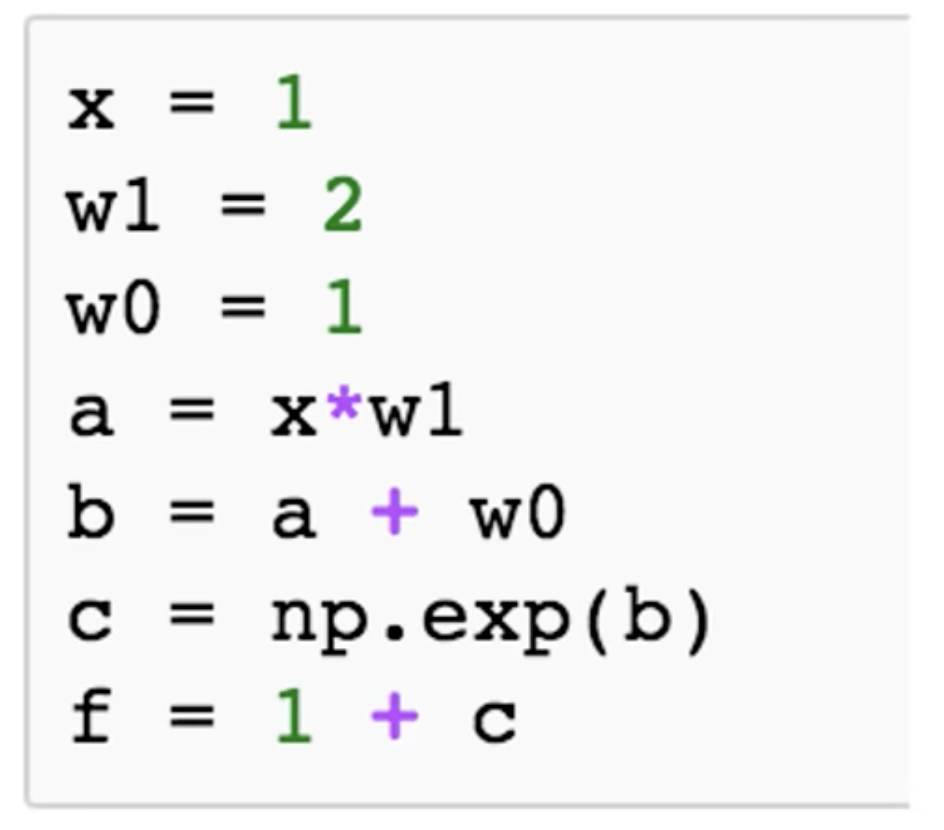 x = 1
w1 = 2
w0 = 1
a = x*w1
b = a + w0
c = np.exp(b)
f = 1 + c